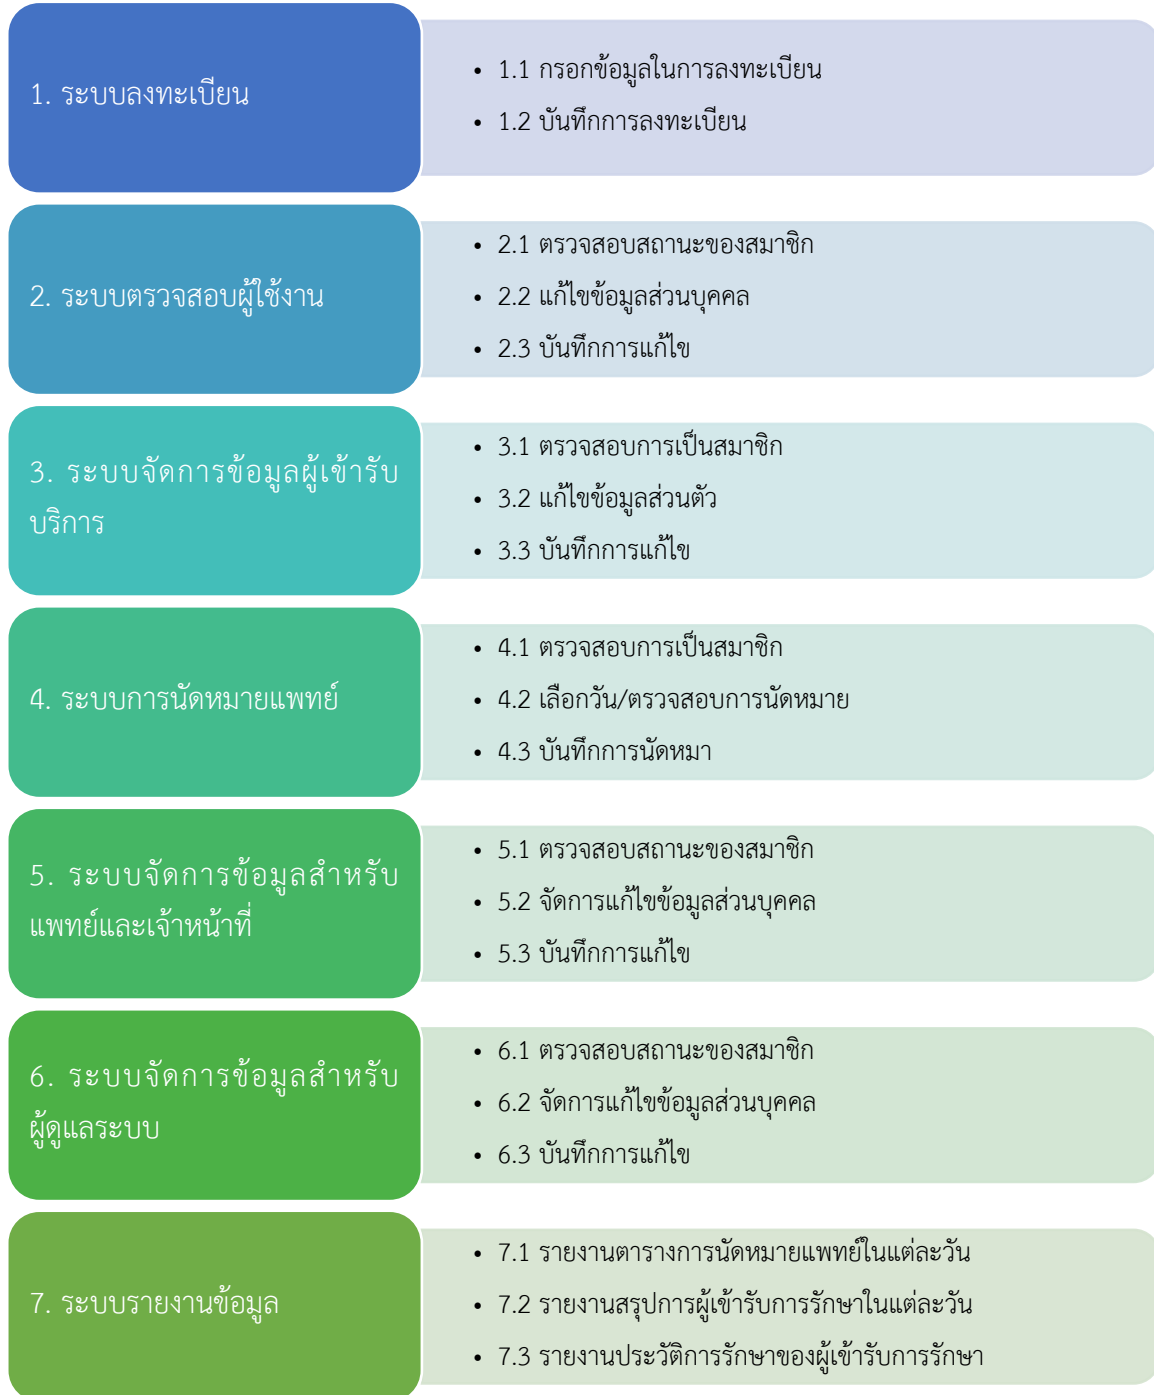 1. ระบบลงทะเบียน
• 1.1 กรอกข้อมูลในการลงทะเบียน
• 1.2 บันทึกการลงทะเบียน
2. ระบบตรวจสอบผู้ใช้งาน
• 2.1 ตรวจสอบสถานะของสมาชิก
• 2.2 แก้ไขข้อมูลส่วนบุคคล
• 2.3 บันทึกการแก้ไข
3. ระบบจัดการข้อมูลผู้เข้ารับ
บริการ
• 3.1 ตรวจสอบการเป็นสมาชิก
• 3.2 แก้ไขข้อมูลส่วนตัว
• 3.3 บันทึกการแก้ไข
4. ระบบการนัดหมายแพทย์
• 4.1 ตรวจสอบการเป็นสมาชิก
• 4.2 เลือกวัน/ตรวจสอบการนัดหมาย
• 4.3 บันทึกการนัดหมา
5. ระบบจัดการข้อมูลสำหรับ
แพทย์และเจ้าหน้าที่
• 5.1 ตรวจสอบสถานะของสมาชิก
• 5.2 จัดการแก้ไขข้อมูลส่วนบุคคล
• 5.3 บันทึกการแก้ไข
6. ระบบจัดการข้อมูลสำหรับ
ผู้ดูแลระบบ
• 6.1 ตรวจสอบสถานะของสมาชิก
• 6.2 จัดการแก้ไขข้อมูลส่วนบุคคล
• 6.3 บันทึกการแก้ไข
7. ระบบรายงานข้อมูล
• 7.1 รายงานตารางการนัดหมายแพทย์ในแต่ละวัน
• 7.2 รายงานสรุปการผู้เข้ารับการรักษาในแต่ละวัน
• 7.3 รายงานประวัติการรักษาของผู้เข้ารับการรักษา